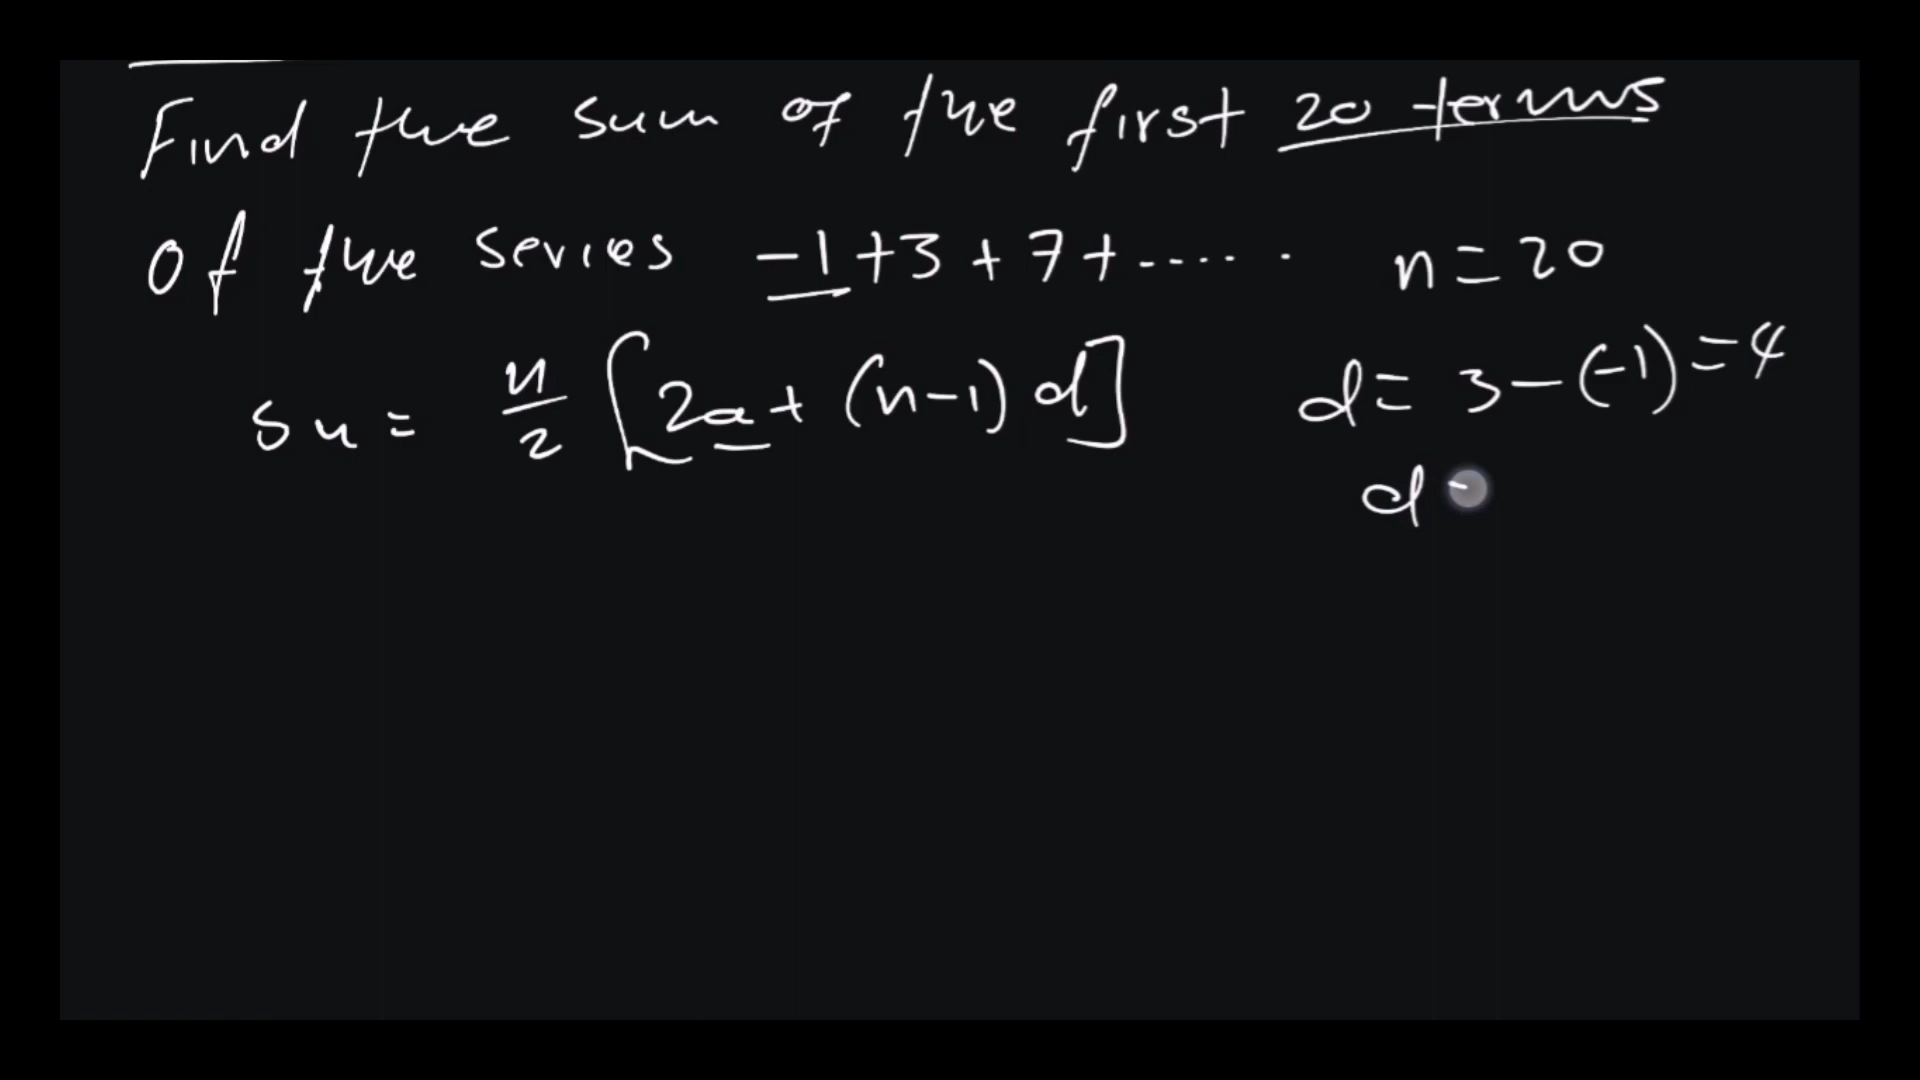 Find the sum of the first 20 terms
of the series -1+3+7+...... n=20
Sn = n/2 [2a+(n-1)d] d= 3-(-1)=4
d -